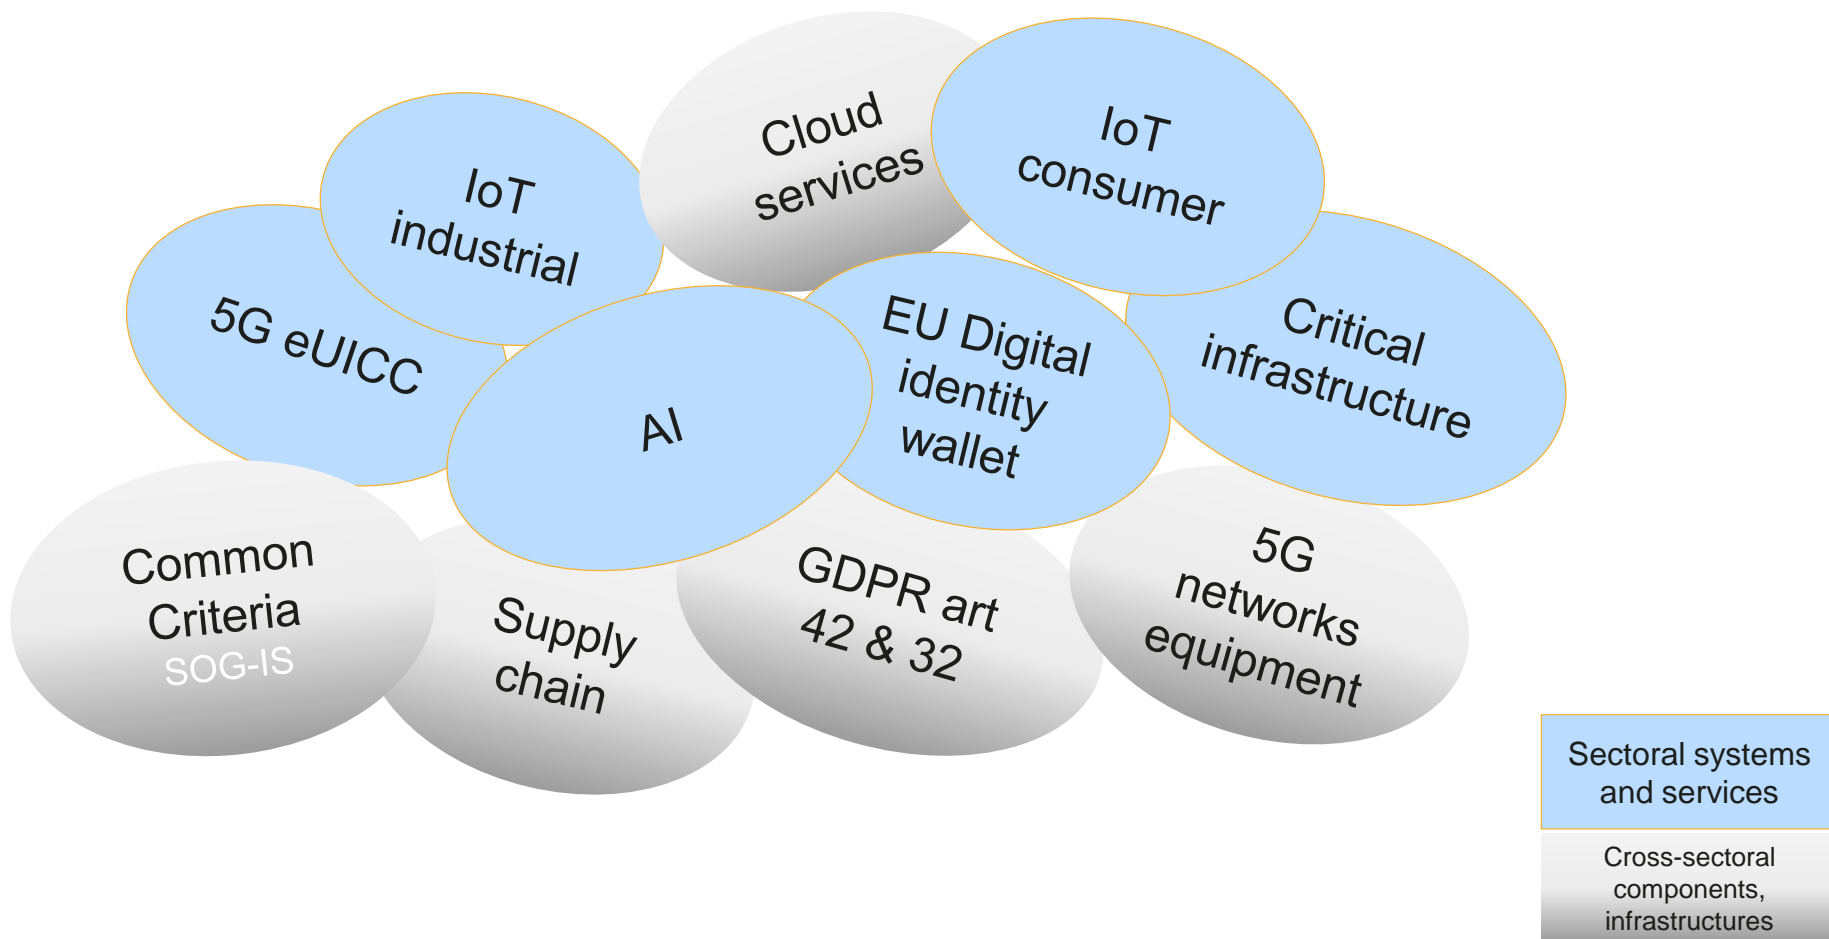 Cloud
services
IoT
consumer
IoT
industrial
5G eUICC
AI
EU Digital
identity
wallet
Critical
infrastructure
Common
Criteria
SOG-IS
Supply
chain
GDPR art
42 & 32
5G
networks
equipment
Sectoral systems
and services
Cross-sectoral
components,
infrastructures